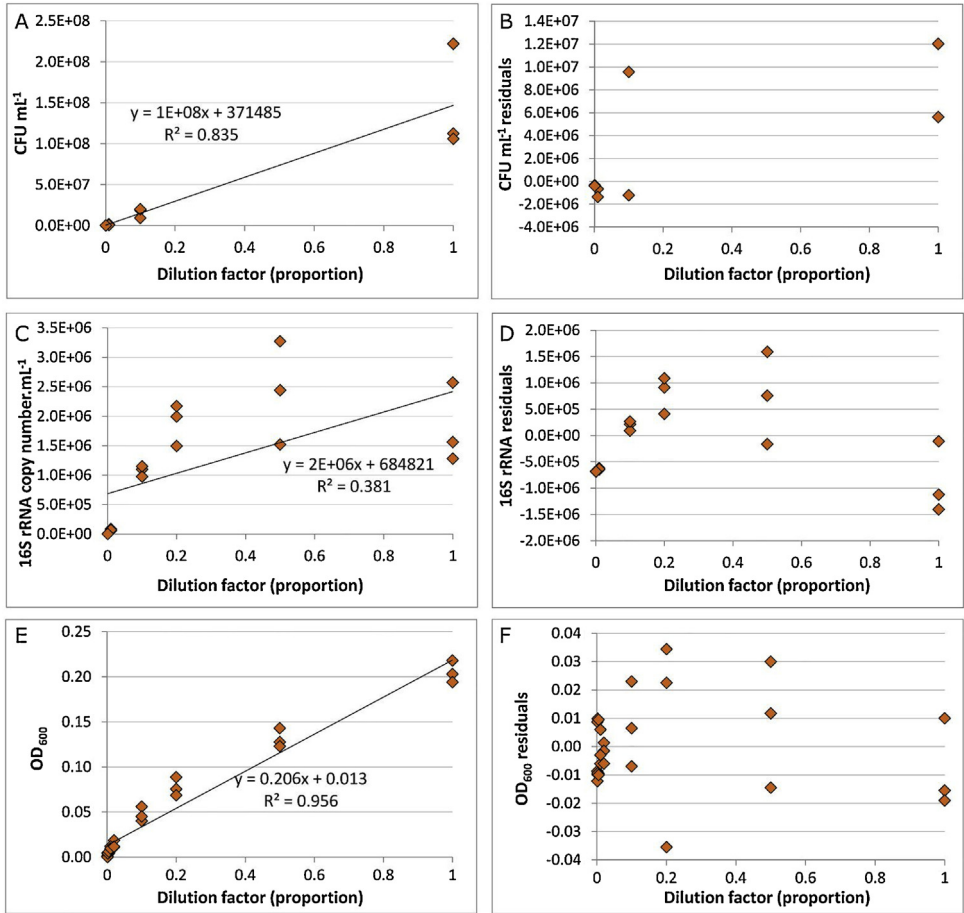 A
CFU mL-1
2.5E+08
2.0E+08
1.5E+08
1.0E+08
5.0E+07
0.0E+00
y = 1E+08x + 371485
R² = 0.835
0 0.2 0.4 0.6 0.8 1
Dilution factor (proportion)
B
CFU mL-1 residuals
1.4E+07
1.2E+07
1.0E+07
8.0E+06
6.0E+06
4.0E+06
2.0E+06
0.0E+00
-2.0E+06
-4.0E+06
0 0.2 0.4 0.6 0.8 1
Dilution factor (proportion)
C
16S rRNA copy number.mL-1
3.5E+06
3.0E+06
2.5E+06
2.0E+06
1.5E+06
1.0E+06
5.0E+05
0.0E+00
y = 2E+06x + 684821
R² = 0.381
0 0.2 0.4 0.6 0.8 1
Dilution factor (proportion)
D
16S rRNA residuals
2.0E+06
1.5E+06
1.0E+06
5.0E+05
0.0E+00
-5.0E+05
-1.0E+06
-1.5E+06
-2.0E+06
0 0.2 0.4 0.6 0.8 1
Dilution factor (proportion)
E
OD600
0.25
0.20
0.15
0.10
0.05
0.00
y = 0.206x + 0.013
R² = 0.956
0 0.2 0.4 0.6 0.8 1
Dilution factor (proportion)
F
OD600 residuals
0.04
0.03
0.02
0.01
0.00
-0.01
-0.02
-0.03
-0.04
0 0.2 0.4 0.6 0.8 1
Dilution factor (proportion)